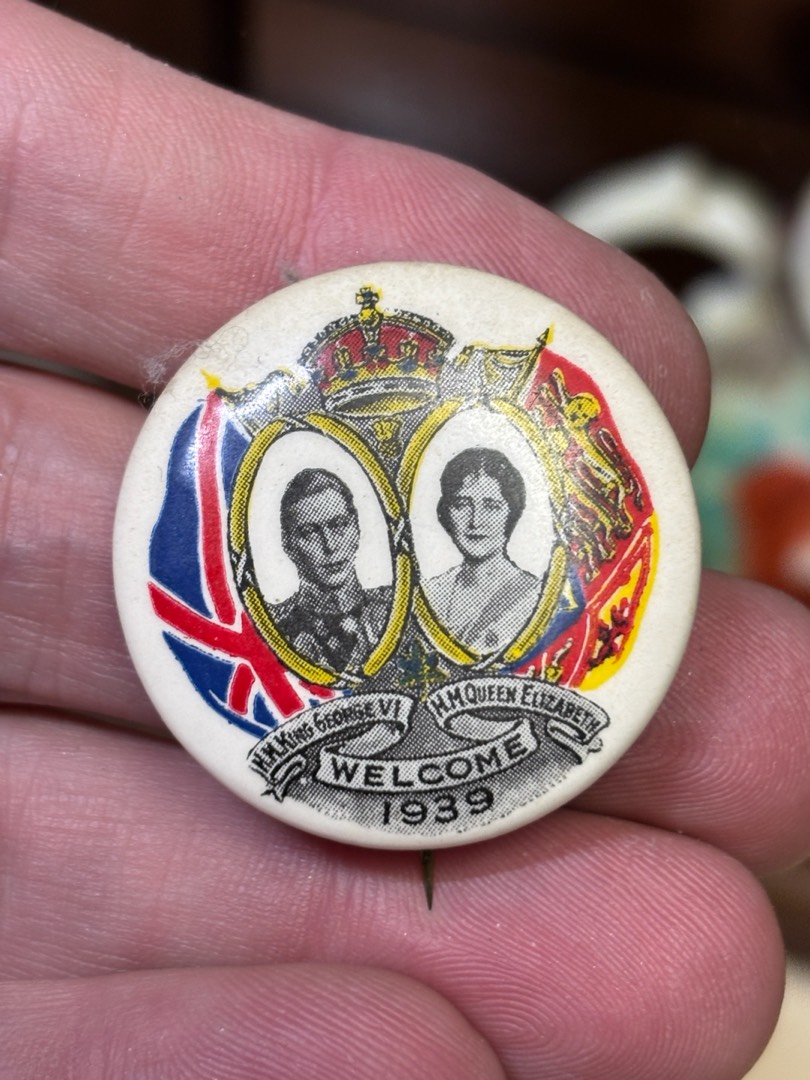 H.M. KING GEORGE VI
H.M. QUEEN ELIZABETH
WELCOME
1939